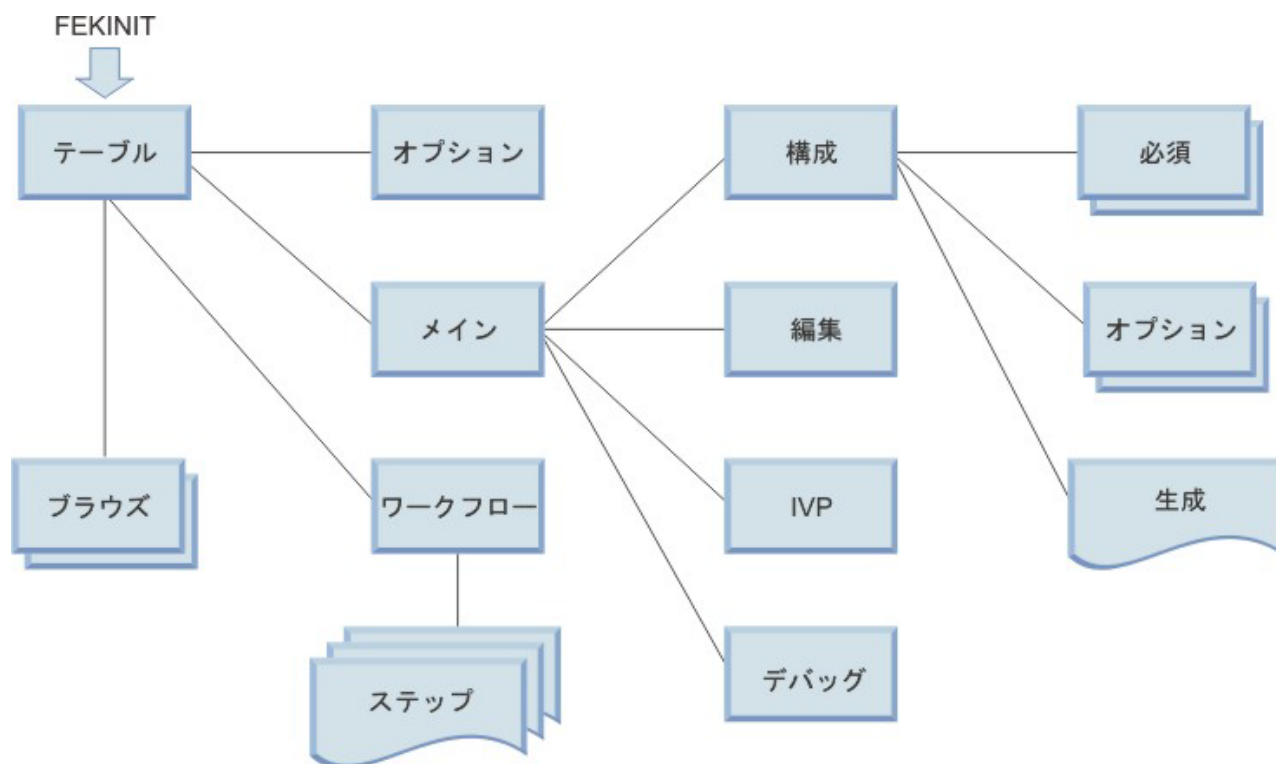 FEKINIT
テーブル
オプション
構成
必須
メイン
編集
オプション
ブラウズ
ワークフロー
IVP
生成
ステップ
デバッグ